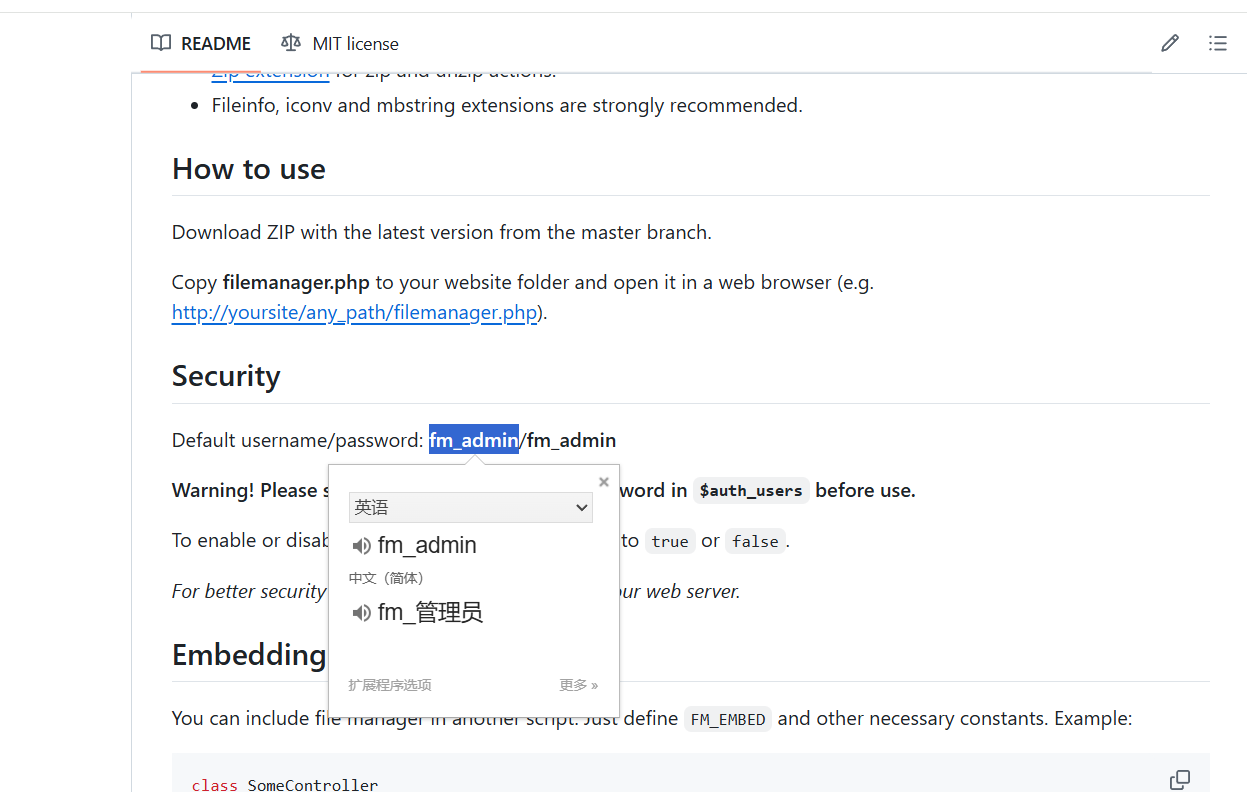 README MIT license
Zip extension for zip and unzip actions.
Fileinfo, iconv and mbstring extensions are strongly recommended.
How to use
Download ZIP with the latest version from the master branch.
Copy filemanager.php to your website folder and open it in a web browser (e.g.
http://yoursite/any_path/filemanager.php).
Security
Default username/password: fm_admin/fm_admin
Warning! Please s
word in $auth_users before use.
英语
To enable or disab
to true or false.
fm_admin
中文（简体）
For better security
our web server.
fm_管理员
Embedding
扩展程序选项 更多 »
You can include file manager in another script. Just define FM_EMBED and other necessary constants. Example:
class SomeController